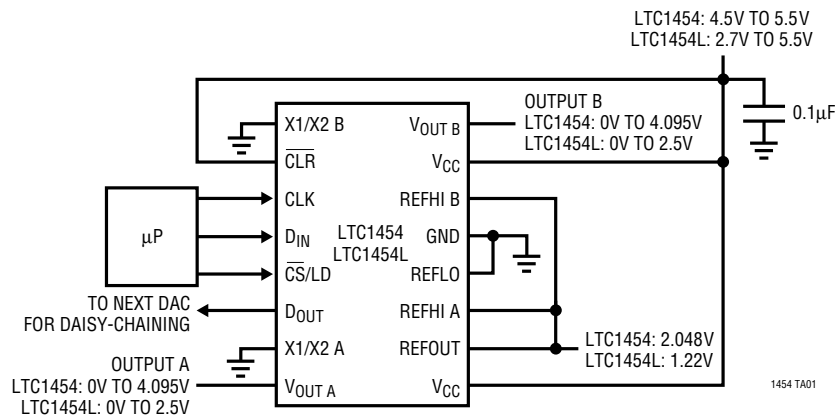 LTC1454: 4.5V TO 5.5V
LTC1454L: 2.7V TO 5.5V
0.1µF
OUTPUT B
LTC1454: 0V TO 4.095V
LTC1454L: 0V TO 2.5V
X1/X2 B
CLR
CLK
DIN
CS/LD
DOUT
X1/X2 A
VOUT A
LTC1454
LTC1454L
VOUT B
VCC
REFHI B
GND
REFLO
REFHI A
REFOUT
VCC
µP
TO NEXT DAC
FOR DAISY-CHAINING
OUTPUT A
LTC1454: 0V TO 4.095V
LTC1454L: 0V TO 2.5V
LTC1454: 2.048V
LTC1454L: 1.22V
1454 TA01